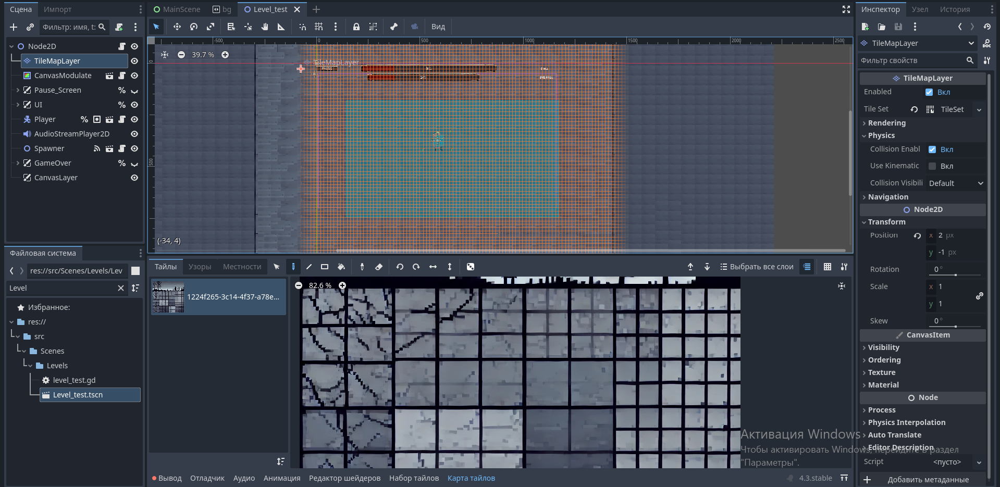 Сцена
Импорт
Фильтр: имя, t:
Node2D
TileMapLayer
CanvasModulate
Pause_Screen
UI
Player
AudioStreamPlayer2D
Spawner
GameOver
CanvasLayer
Файловая система
res://src/Scenes/Levels/Lev
Level
Избранное:
res://
src
Scenes
Levels
level_test.gd
Level_test.tscn
MainScene
bg
Level_test
Вид
-500
0
500
1000
1500
2000
2500
0
500
39.7 %
TileMapLayer
PAUSE
(-34, 4)
Тайлы
Узоры
Местности
Выбрать все слои
1224f265-3c14-4f37-a78e...
82.6 %
Вывод
Отладчик
Аудио
Анимация
Редактор шейдеров
Набор тайлов
Карта тайлов
4.3.stable
Инспектор
Узел
История
TileMapLayer
Фильтр свойств
TileMapLayer
Enabled
Вкл
Tile Set
TileSet
Rendering
Physics
Collision Enabl
Вкл
Use Kinematic
Вкл
Collision Visibili
Default
Navigation
Node2D
Transform
Position
x 2 px
y -1 px
Rotation
0 °
Scale
x 1
y 1
Skew
0 °
CanvasItem
Visibility
Ordering
Texture
Material
Node
Process
Physics Interpolation
Auto Translate
Editor Description
Script
<пусто>
Добавить метаданные
Активация Windows
Чтобы активировать Windows, перейдите в раздел
"Параметры".